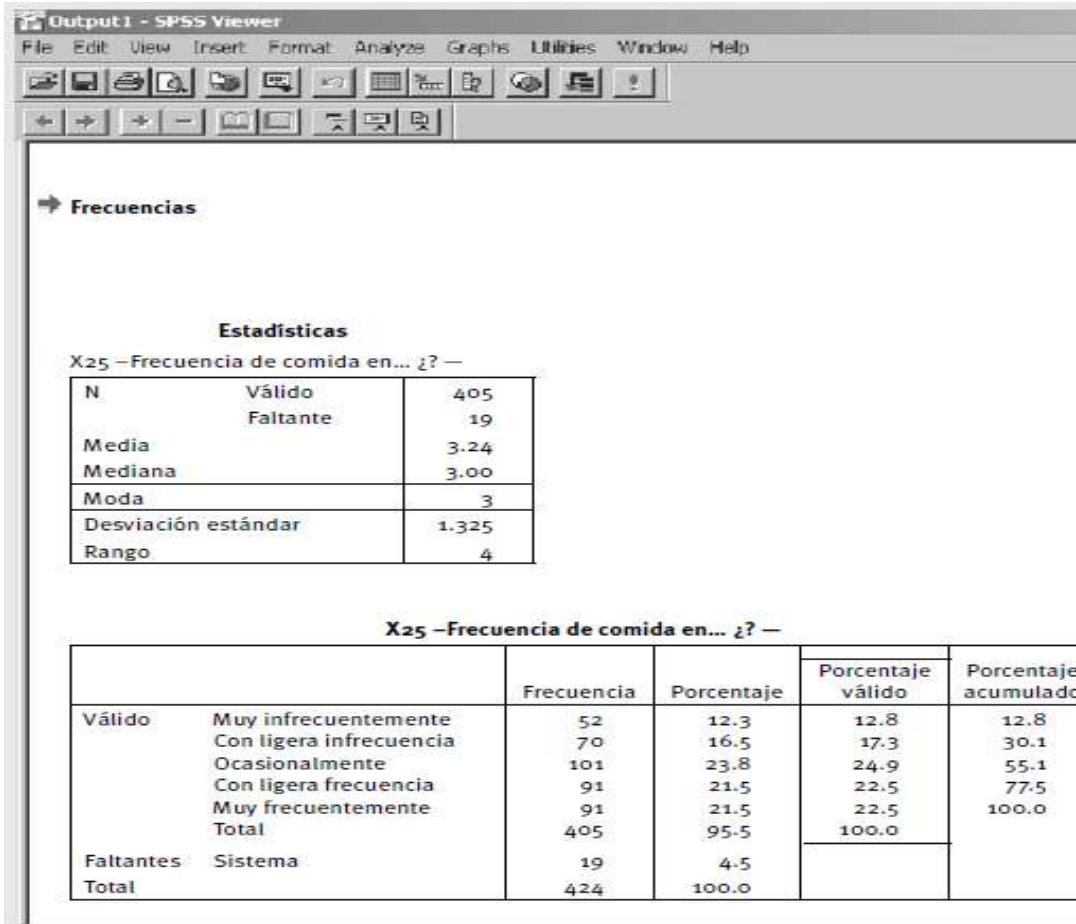 Output1 - SPSS Viewer
File Edit View Insert Format Analyze Graphs Utilities Window Help
Frecuencias
Estadísticas
X25 –Frecuencia de comida en... ¿? —
N Válido 405
Faltante 19
Media 3.24
Mediana 3.00
Moda 3
Desviación estándar 1.325
Rango 4
X25 –Frecuencia de comida en... ¿? —
Frecuencia Porcentaje Porcentaje válido Porcentaje acumulado
Válido Muy infrecuentemente 52 12.3 12.8 12.8
Con ligera infrecuencia 70 16.5 17.3 30.1
Ocasionalmente 101 23.8 24.9 55.1
Con ligera frecuencia 91 21.5 22.5 77.5
Muy frecuentemente 91 21.5 22.5 100.0
Total 405 95.5 100.0
Faltantes Sistema 19 4.5
Total 424 100.0